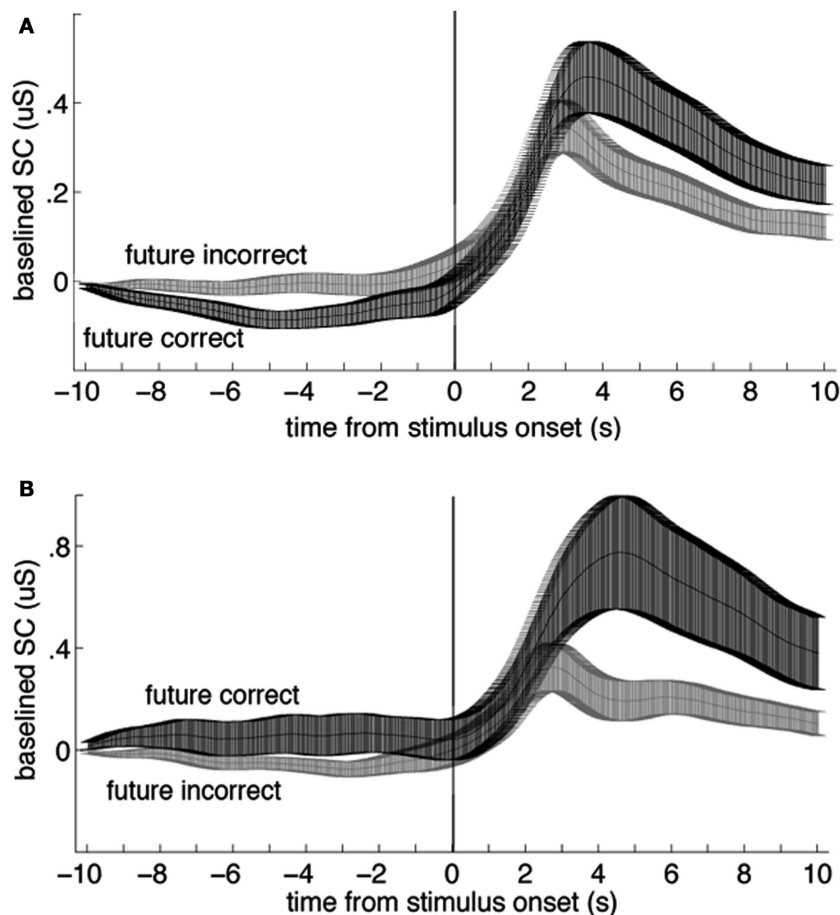 A
baselined SC (uS)
.4
.2
0
future incorrect
future correct
−10 −8 −6 −4 −2 0 2 4 6 8 10
time from stimulus onset (s)
B
baselined SC (uS)
.8
.4
0
future correct
future incorrect
−10 −8 −6 −4 −2 0 2 4 6 8 10
time from stimulus onset (s)